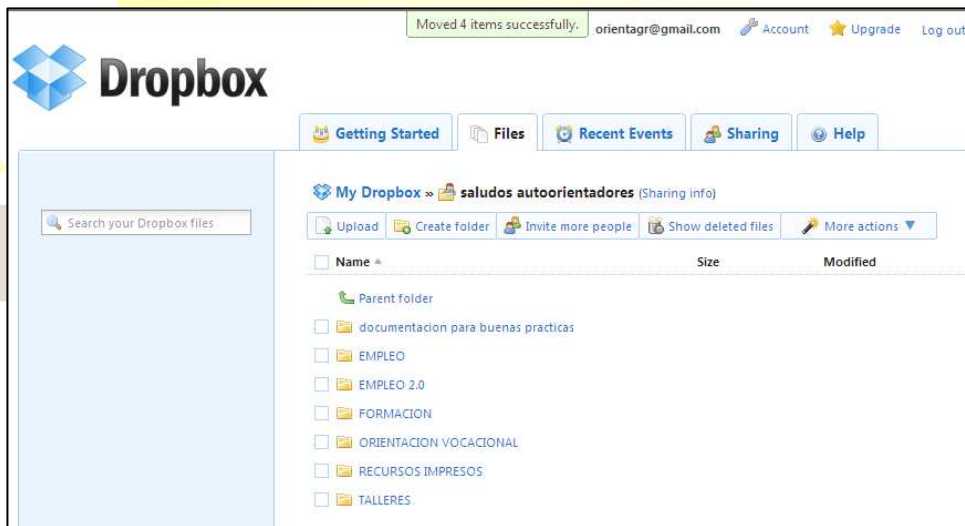 Moved 4 items successfully. orientagr@gmail.com Account Upgrade Log out
Dropbox
Getting Started Files Recent Events Sharing Help
My Dropbox » saludos autoorientadores (Sharing info)
Search your Dropbox files
Upload Create folder Invite more people Show deleted files More actions ▼
Name Size Modified
Parent folder
documentacion para buenas practicas
EMPLEO
EMPLEO 2.0
FORMACION
ORIENTACION VOCACIONAL
RECURSOS IMPRESOS
TALLERES